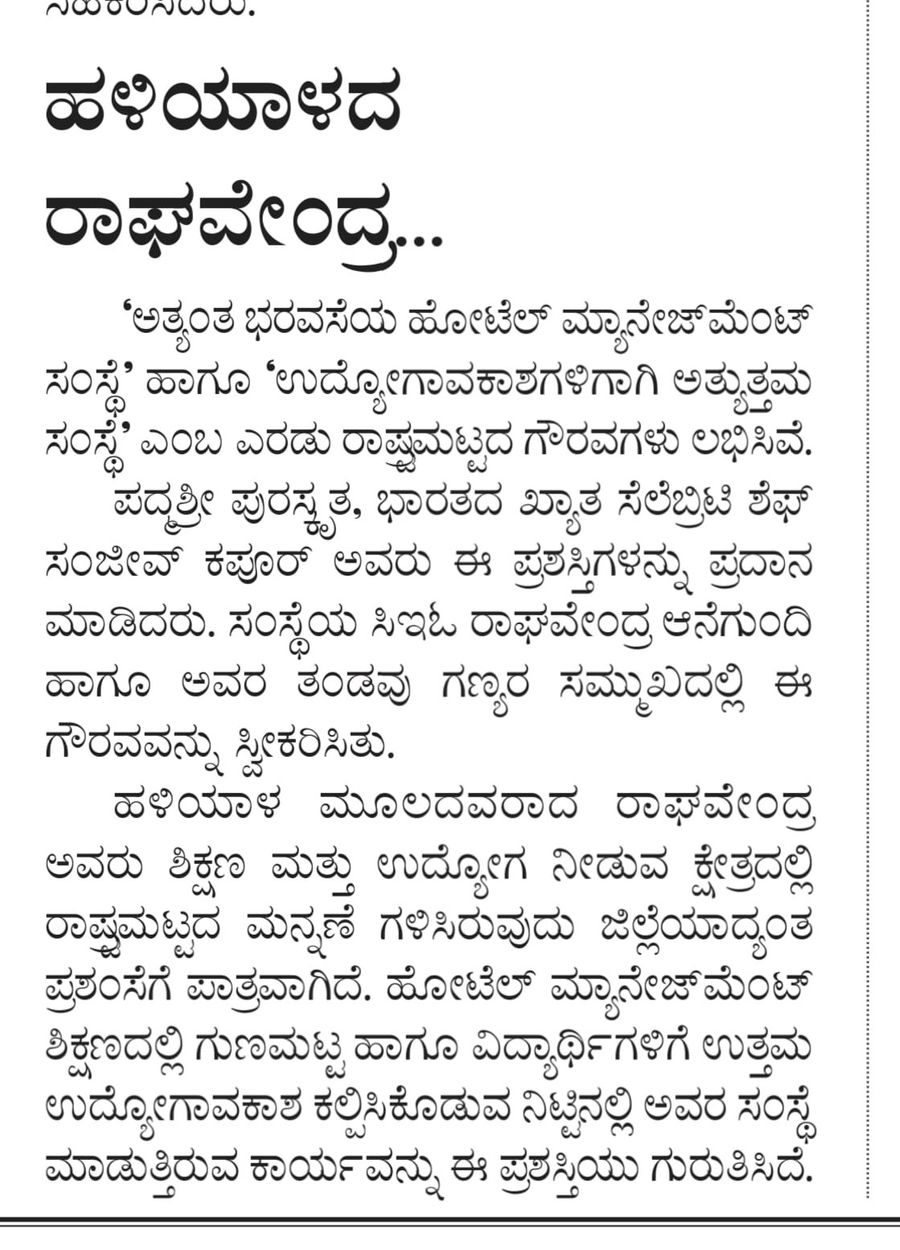 ಸಹಕರಿಸಿದರು.
ಹಳಿಯಾಳದ
ರಾಘವೇಂದ್ರ...
‘ಅತ್ಯಂತ ಭರವಸೆಯ ಹೋಟೆಲ್ ಮ್ಯಾನೇಜ್‌ಮೆಂಟ್
ಸಂಸ್ಥೆ’ ಹಾಗೂ ‘ಉದ್ಯೋಗಾವಕಾಶಗಳಿಗಾಗಿ ಅತ್ಯುತ್ತಮ
ಸಂಸ್ಥೆ’ ಎಂಬ ಎರಡು ರಾಷ್ಟ್ರಮಟ್ಟದ ಗೌರವಗಳು ಲಭಿಸಿವೆ.
ಪದ್ಮಶ್ರೀ ಪುರಸ್ಕೃತ, ಭಾರತದ ಖ್ಯಾತ ಸೆಲೆಬ್ರಿಟಿ ಶೆಫ್
ಸಂಜೀವ್ ಕಪೂರ್ ಅವರು ಈ ಪ್ರಶಸ್ತಿಗಳನ್ನು ಪ್ರದಾನ
ಮಾಡಿದರು. ಸಂಸ್ಥೆಯ ಸಿಇಓ ರಾಘವೇಂದ್ರ ಆನೆಗುಂದಿ
ಹಾಗೂ ಅವರ ತಂಡವು ಗಣ್ಯರ ಸಮ್ಮುಖದಲ್ಲಿ ಈ
ಗೌರವವನ್ನು ಸ್ವೀಕರಿಸಿತು.
ಹಳಿಯಾಳ ಮೂಲದವರಾದ ರಾಘವೇಂದ್ರ
ಅವರು ಶಿಕ್ಷಣ ಮತ್ತು ಉದ್ಯೋಗ ನೀಡುವ ಕ್ಷೇತ್ರದಲ್ಲಿ
ರಾಷ್ಟ್ರಮಟ್ಟದ ಮನ್ನಣೆ ಗಳಿಸಿರುವುದು ಜಿಲ್ಲೆಯಾದ್ಯಂತ
ಪ್ರಶಂಸೆಗೆ ಪಾತ್ರವಾಗಿದೆ. ಹೋಟೆಲ್ ಮ್ಯಾನೇಜ್‌ಮೆಂಟ್
ಶಿಕ್ಷಣದಲ್ಲಿ ಗುಣಮಟ್ಟ ಹಾಗೂ ವಿದ್ಯಾರ್ಥಿಗಳಿಗೆ ಉತ್ತಮ
ಉದ್ಯೋಗಾವಕಾಶ ಕಲ್ಪಿಸಿಕೊಡುವ ನಿಟ್ಟಿನಲ್ಲಿ ಅವರ ಸಂಸ್ಥೆ
ಮಾಡುತ್ತಿರುವ ಕಾರ್ಯವನ್ನು ಈ ಪ್ರಶಸ್ತಿಯು ಗುರುತಿಸಿದೆ.